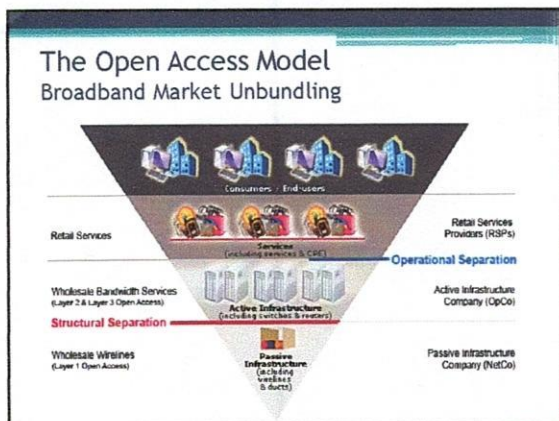 The Open Access Model
Broadband Market Unbundling
Consumers - End-users
Retail Services
Services
(including services & CPE)
Retail Services
Providers (RSPs)
Operational Separation
Wholesale Bandwidth Services
(Layer 2 & Layer 3 Open Access)
Active Infrastructure
(including switches & routers)
Active Infrastructure
Company (OpCo)
Structural Separation
Wholesale Wirelines
(Layer 1 Open Access)
Passive
Infrastructure
(including
wirelines
& ducts)
Passive Infrastructure
Company (NetCo)